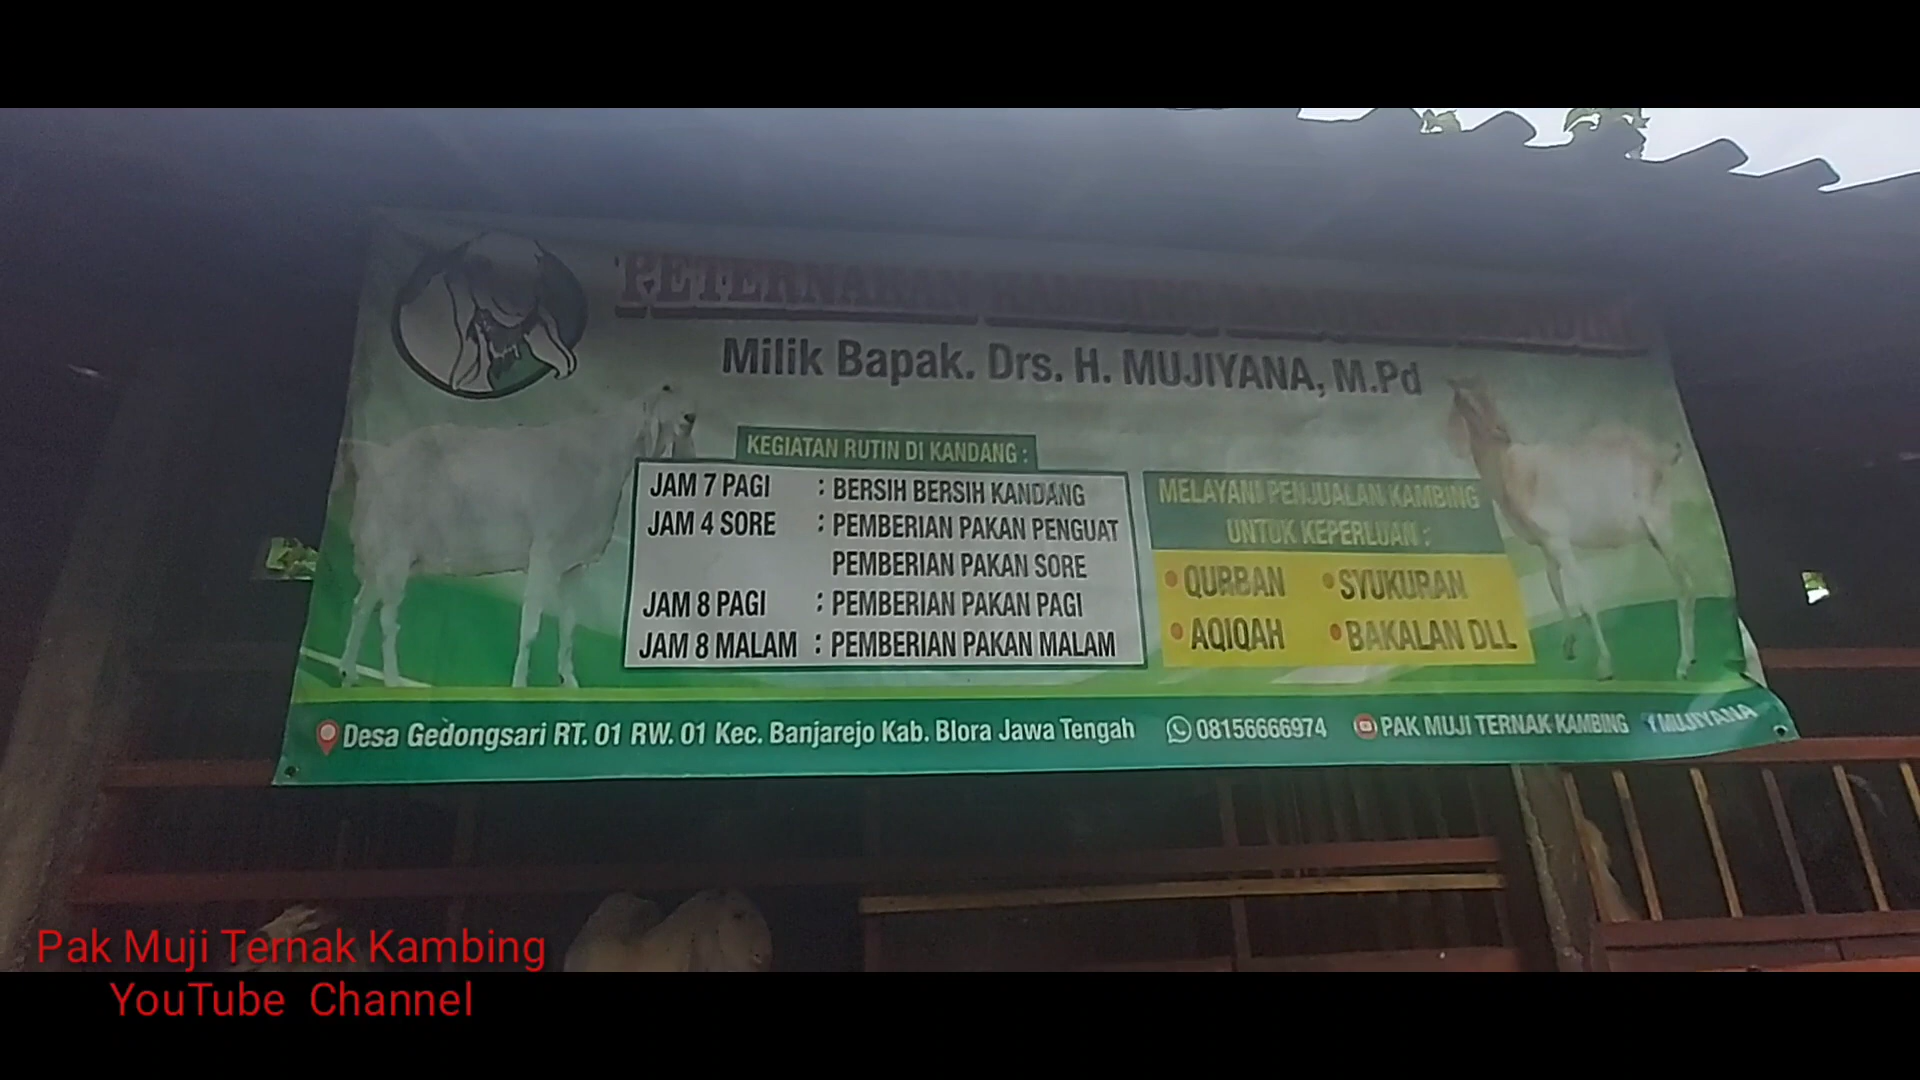 PETERNAKAN KAMBING
Milik Bapak. Drs. H. MUJIYANA, M.Pd
KEGIATAN RUTIN DI KANDANG :
JAM 7 PAGI : BERSIH BERSIH KANDANG
JAM 4 SORE : PEMBERIAN PAKAN PENGUAT
PEMBERIAN PAKAN SORE
JAM 8 PAGI : PEMBERIAN PAKAN PAGI
JAM 8 MALAM : PEMBERIAN PAKAN MALAM
MELAYANI PENJUALAN KAMBING
UNTUK KEPERLUAN :
• QURBAN • SYUKURAN
• AQIQAH • BAKALAN DLL
Desa Gedongsari RT. 01 RW. 01 Kec. Banjarejo Kab. Blora Jawa Tengah 08156666974 PAK MUJI TERNAK KAMBING MUJIYANA
Pak Muji Ternak Kambing
YouTube Channel